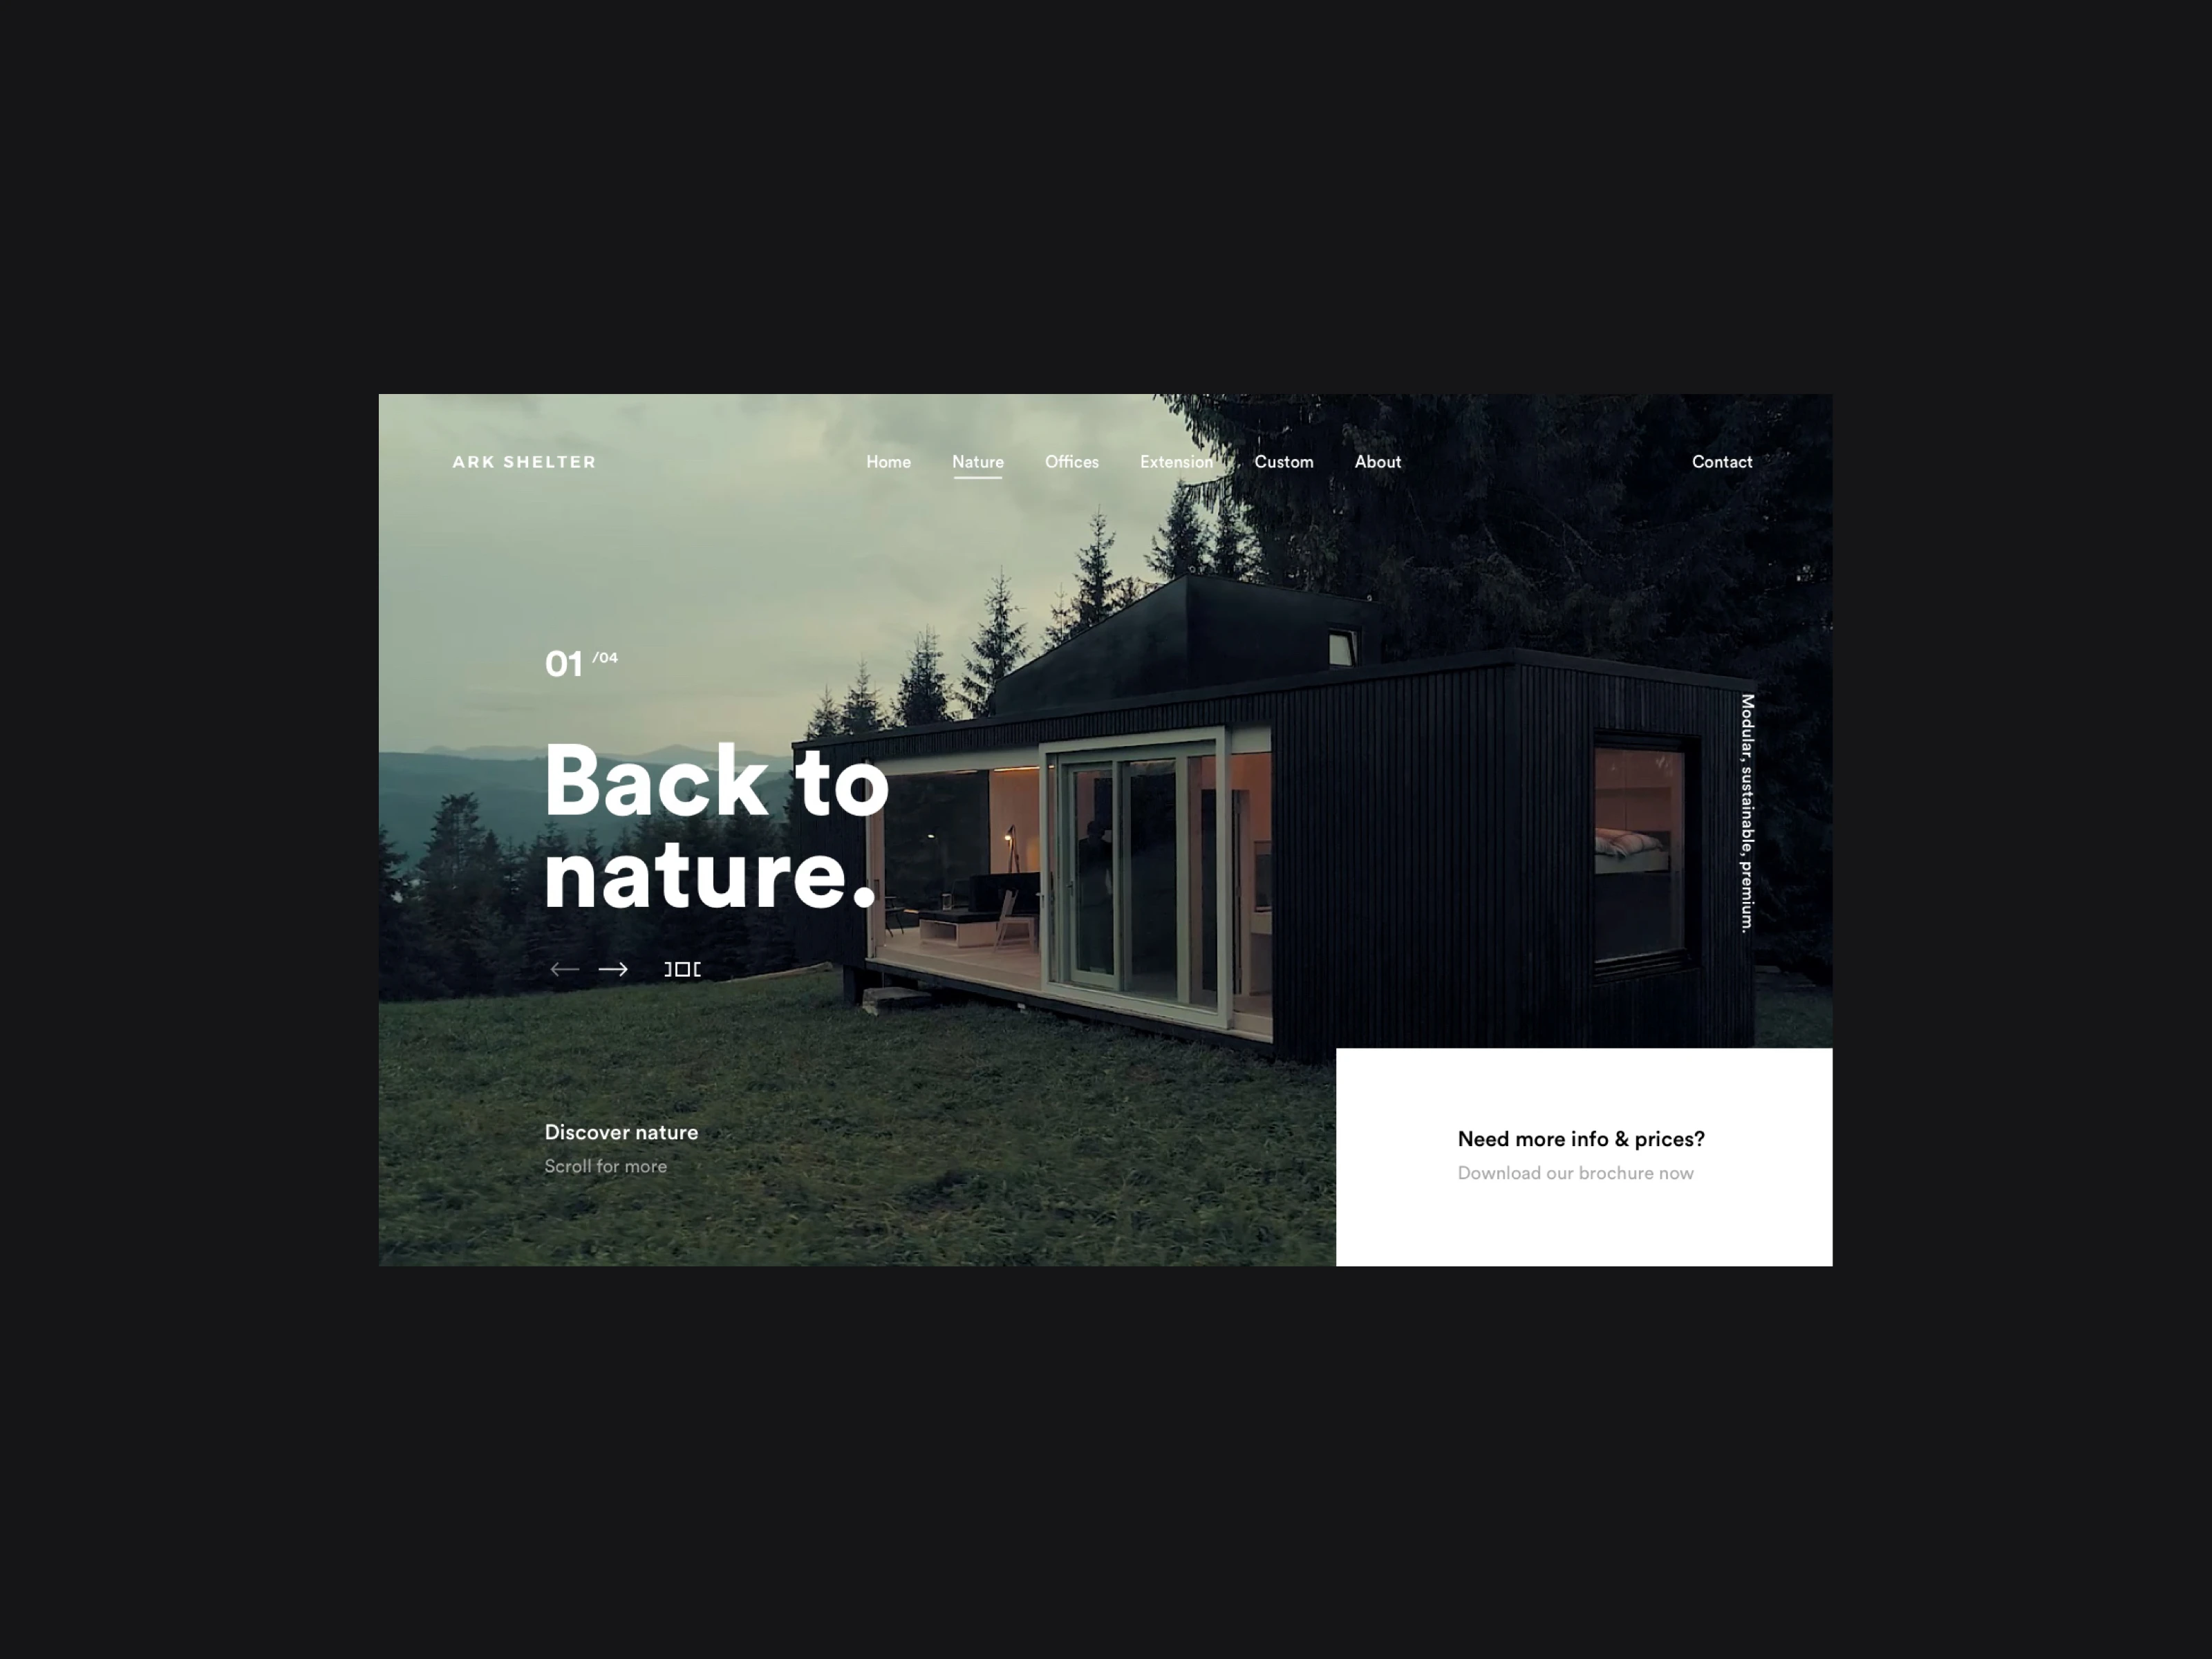 ARK SHELTER
Home Nature Offices Extension Custom About
Contact
01 /04
Back to
nature.
Modular, sustainable, premium.
Discover nature
Scroll for more
Need more info & prices?
Download our brochure now